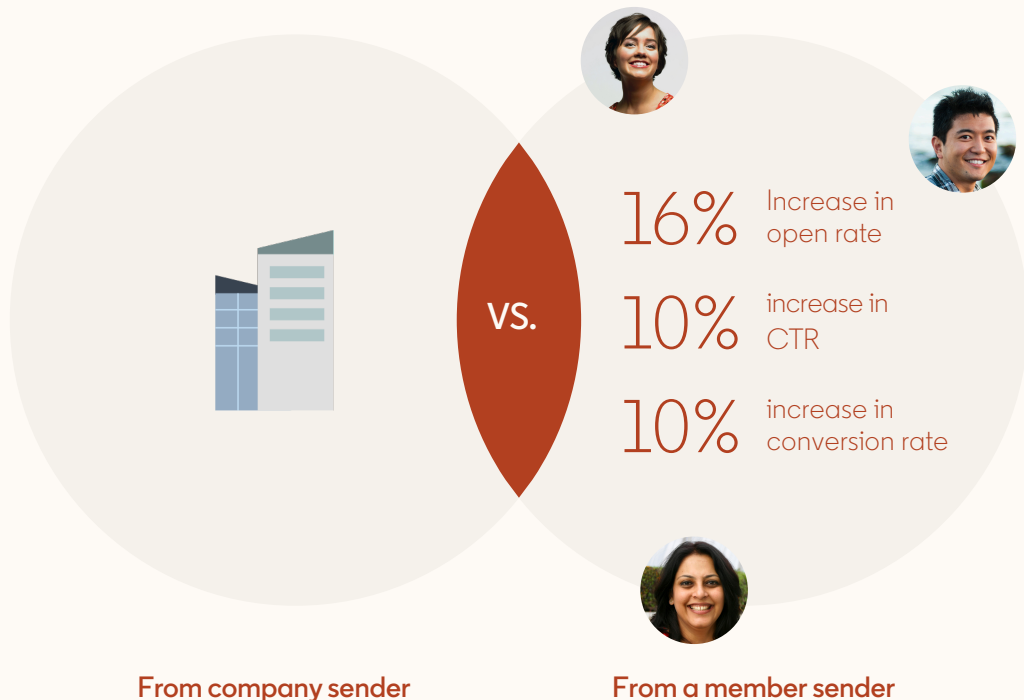 VS.
16%
Increase in
open rate
10%
increase in
CTR
10%
increase in
conversion rate
From company sender
From a member sender